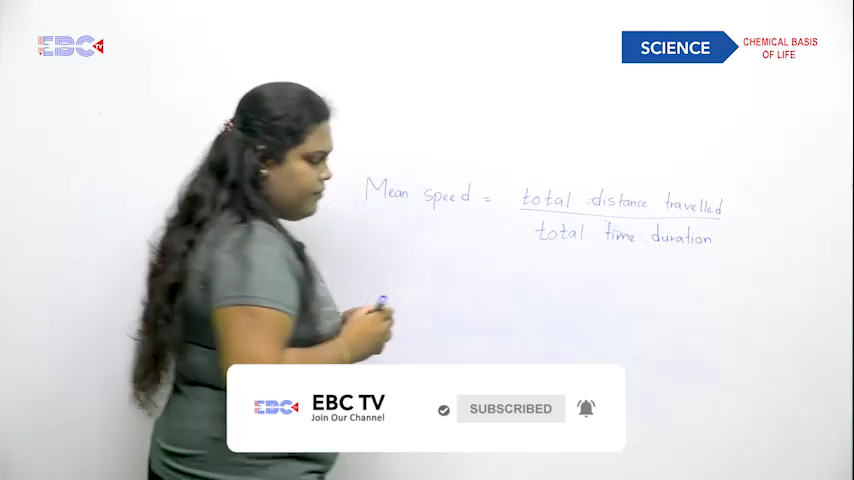 EBC TV
SCIENCE
CHEMICAL BASIS
OF LIFE
Mean speed = total distance travelled
total time duration
EBC TV
EBC TV
Join Our Channel
SUBSCRIBED